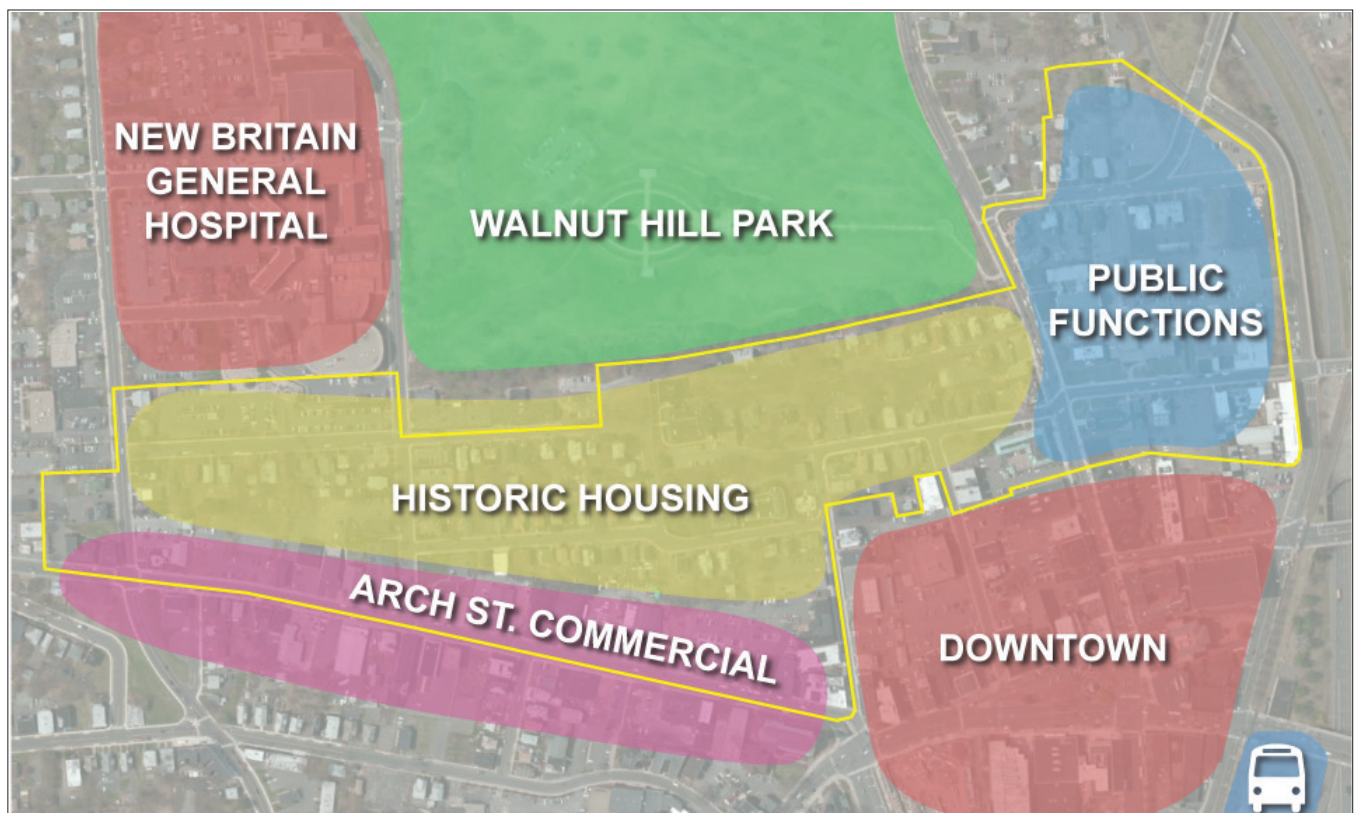 NEW BRITAIN
GENERAL
HOSPITAL
WALNUT HILL PARK
PUBLIC
FUNCTIONS
HISTORIC HOUSING
ARCH ST. COMMERCIAL
DOWNTOWN